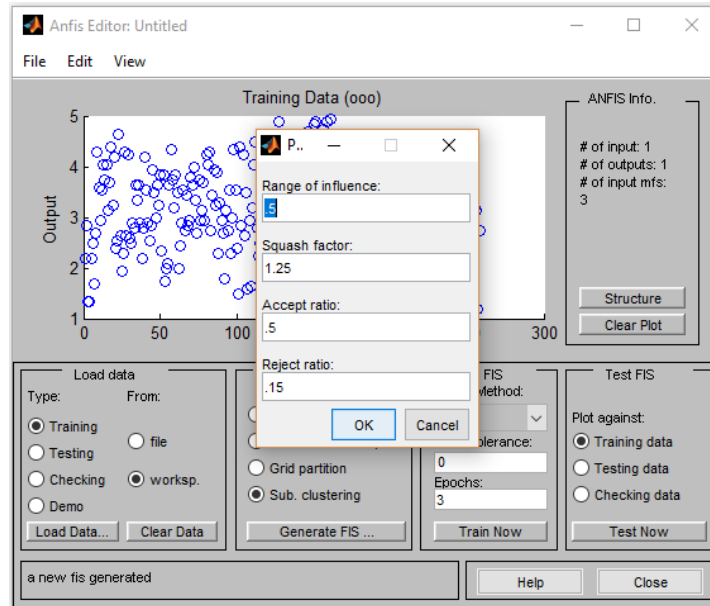 Anfis Editor: Untitled
File Edit View
Training Data (ooo)
ANFIS Info.
# of input: 1
# of outputs: 1
# of input mfs:
3
Structure
Clear Plot
Output
5
4
3
2
1
0
50
100
300
P..
Range of influence:
.5
Squash factor:
1.25
Accept ratio:
.5
Reject ratio:
.15
OK
Cancel
Load data
Type:
From:
Training
Testing
Checking
Demo
file
worksp.
Load Data...
Clear Data
Grid partition
Sub. clustering
Generate FIS ...
FIS
0
Epochs:
3
Train Now
Test FIS
Plot against:
Training data
Testing data
Checking data
Test Now
a new fis generated
Help
Close